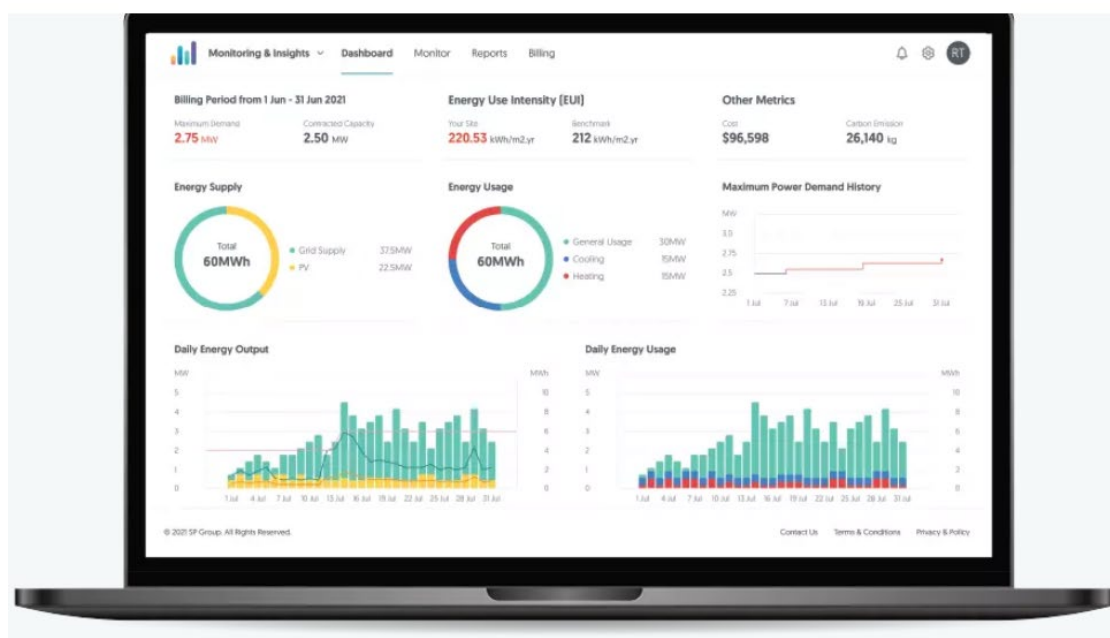 Monitoring & Insights Dashboard Monitor Reports Billing RT
Billing Period from 1 Jun - 31 Jun 2021
Maximum Demand Contracted Capacity
2.75 MW 2.50 MW
Energy Use Intensity (EUI)
Your Site Benchmark
220.53 kWh/m2.yr 212 kWh/m2.yr
Other Metrics
Cost Carbon Emission
$96,598 26,140 kg
Energy Supply
Total
60MWh
Grid Supply 37.5MW
PV 22.5MW
Energy Usage
Total
60MWh
General Usage 30MW
Cooling 15MW
Heating 15MW
Maximum Power Demand History
MW
3.5
2.75
2.5
2.25
1 Jul 7 Jul 13 Jul 19 Jul 25 Jul 31 Jul
Daily Energy Output
MW MWh
5 10
4 8
3 6
2 4
1 2
0 0
1 Jul 4 Jul 7 Jul 10 Jul 13 Jul 16 Jul 19 Jul 22 Jul 25 Jul 28 Jul 31 Jul
Daily Energy Usage
MW MWh
5 10
4 8
3 6
2 4
1 2
0 0
1 Jul 4 Jul 7 Jul 10 Jul 13 Jul 16 Jul 19 Jul 22 Jul 25 Jul 28 Jul 31 Jul
© 2021 SP Group. All Rights Reserved. Contact Us Terms & Conditions Privacy & Policy